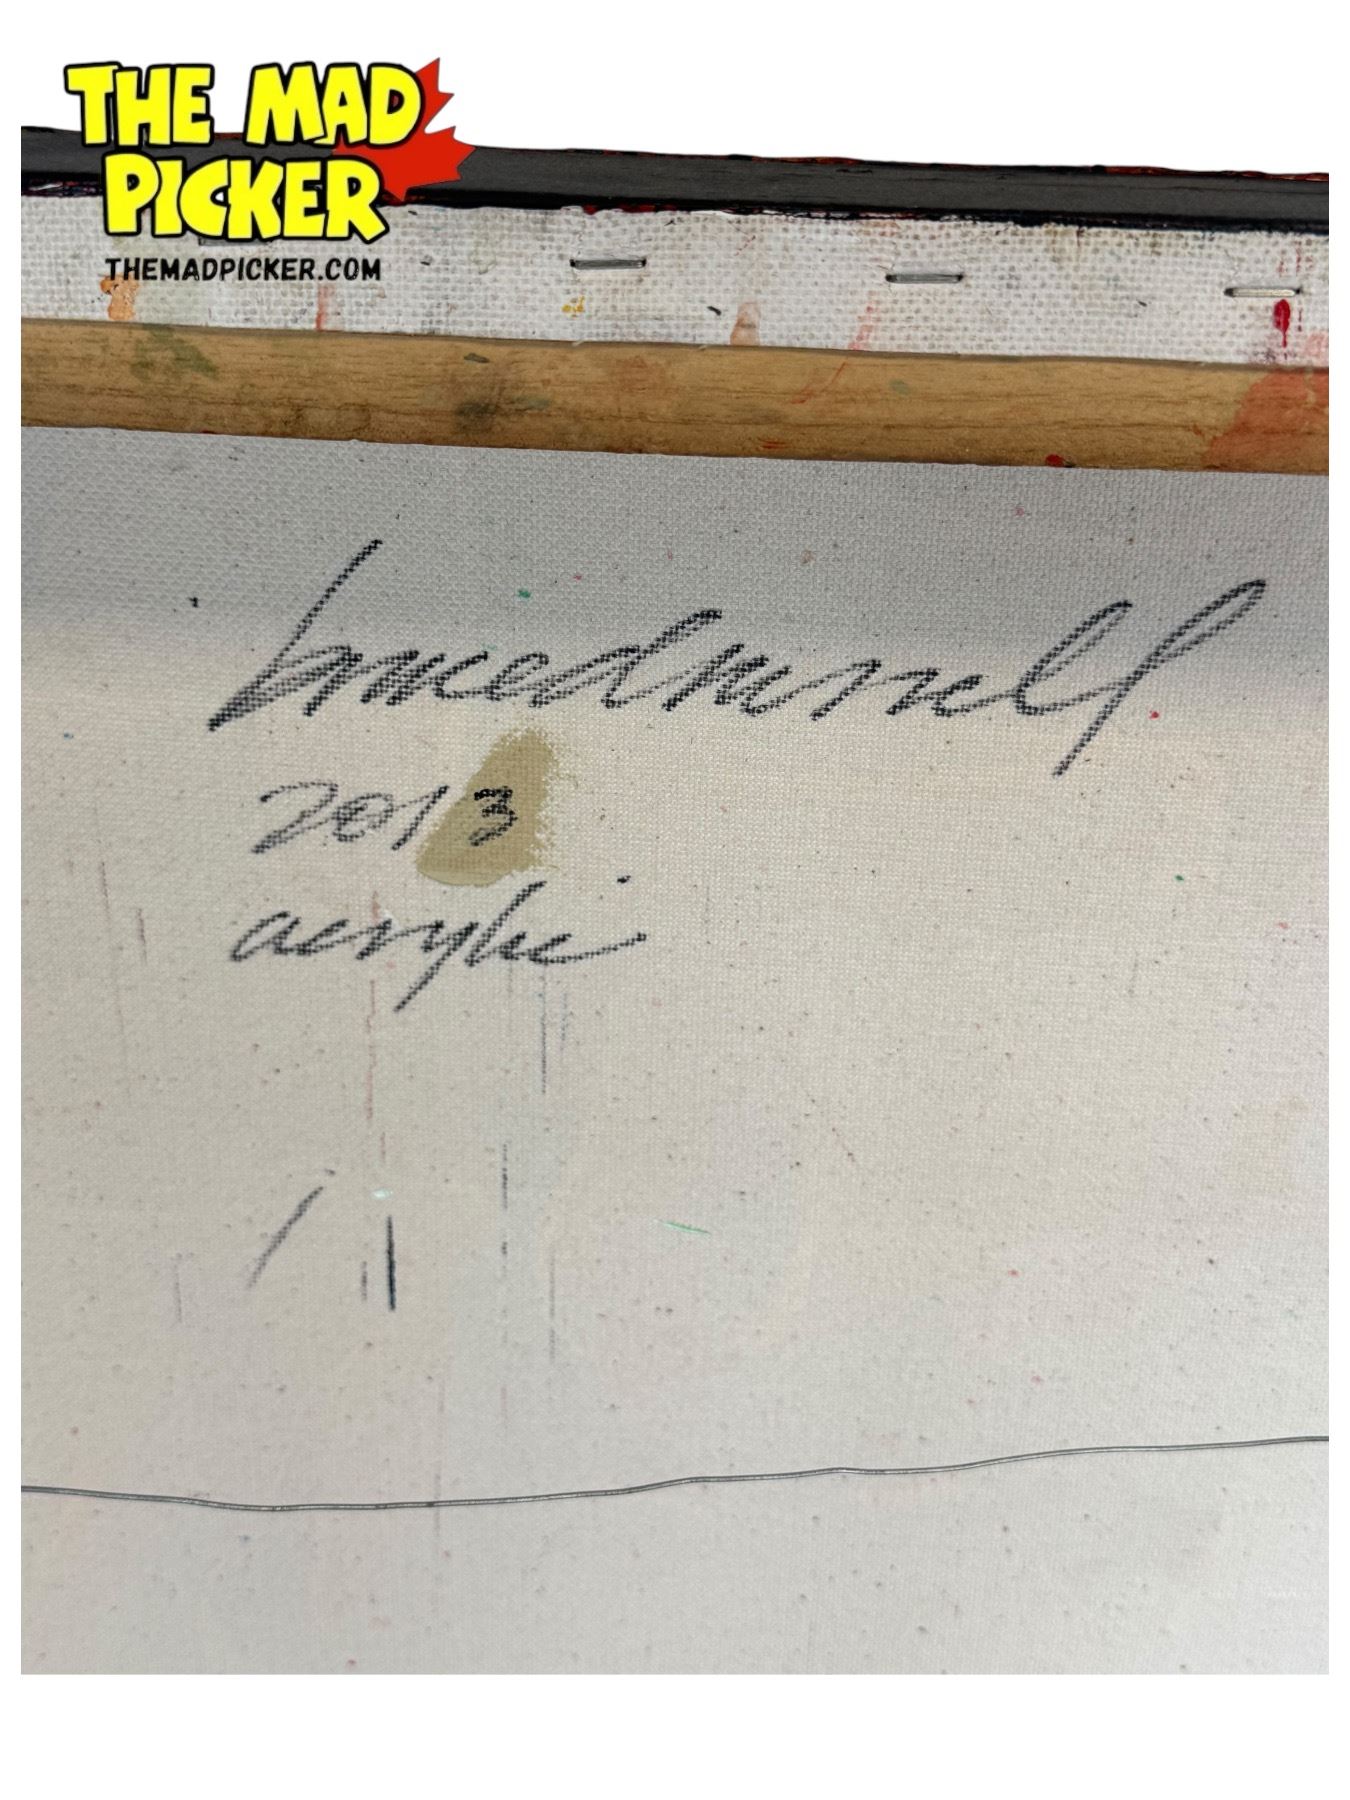 THE MAD
PICKER
THEMADPICKER.COM
2013
acrylic